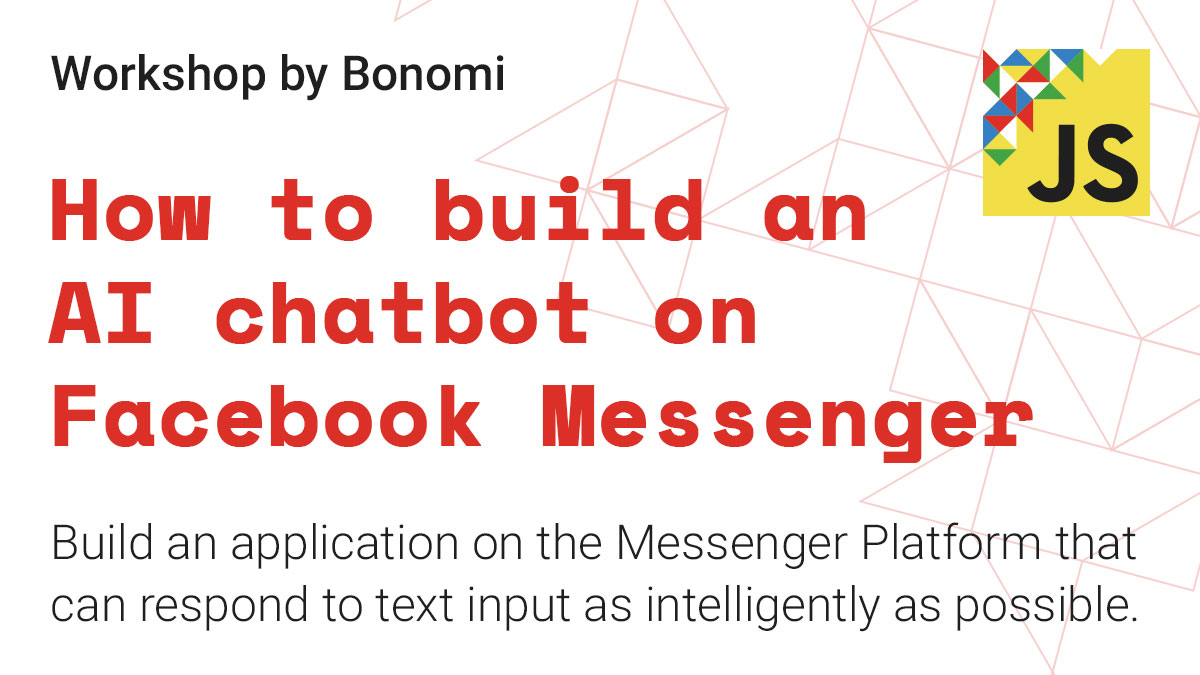 Workshop by Bonomi
JS
How to build an
AI chatbot on
Facebook Messenger
Build an application on the Messenger Platform that
can respond to text input as intelligently as possible.